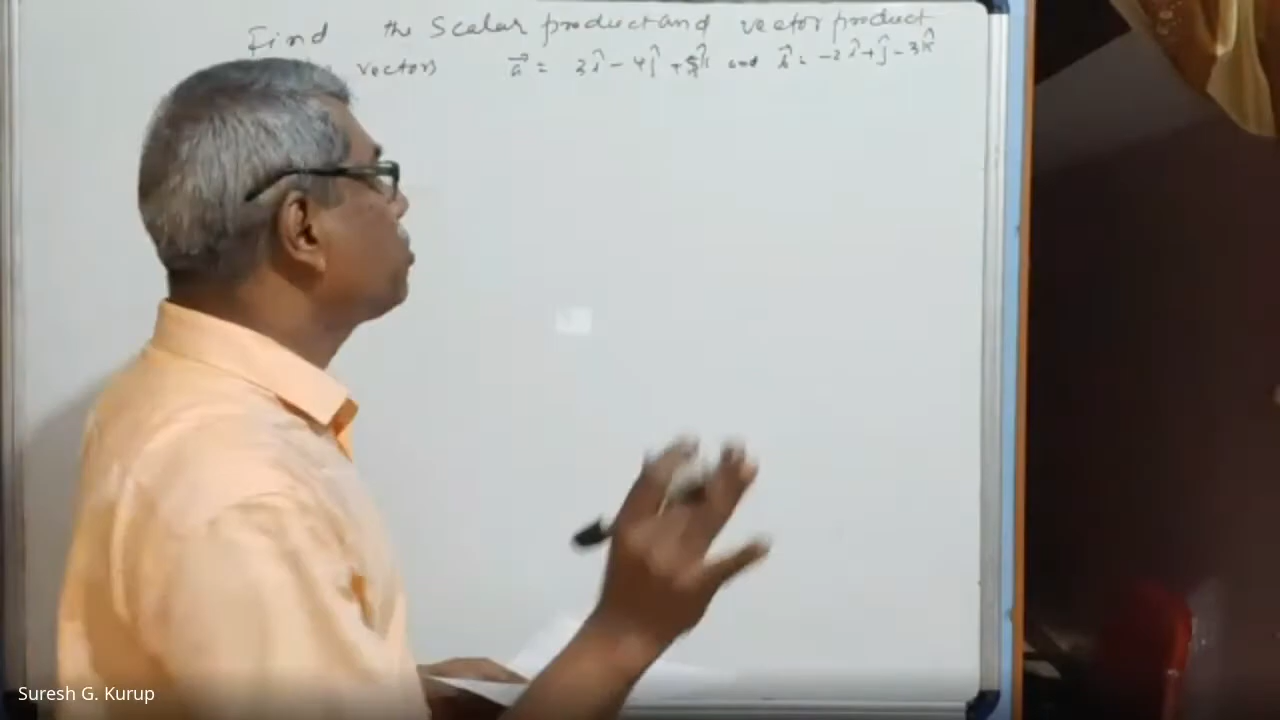 Find the Scalar product and vector product
vectors a⃗ = 3î - 4ĵ + 5k̂ and b⃗ = -2î + ĵ - 3k̂
Suresh G. Kurup